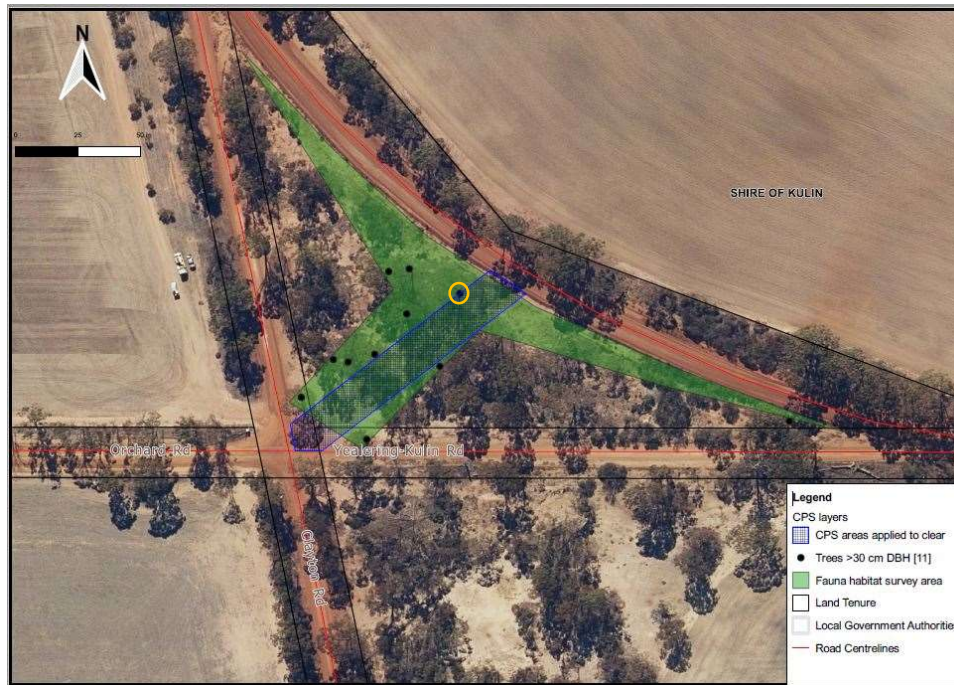 N
0 25 50 m
SHIRE OF KULIN
Orchard Rd
Yealering-Kulin Rd
Clayton Rd
Legend
CPS layers
CPS areas applied to clear
Trees >30 cm DBH [11]
Fauna habitat survey area
Land Tenure
Local Government Authorities
Road Centrelines